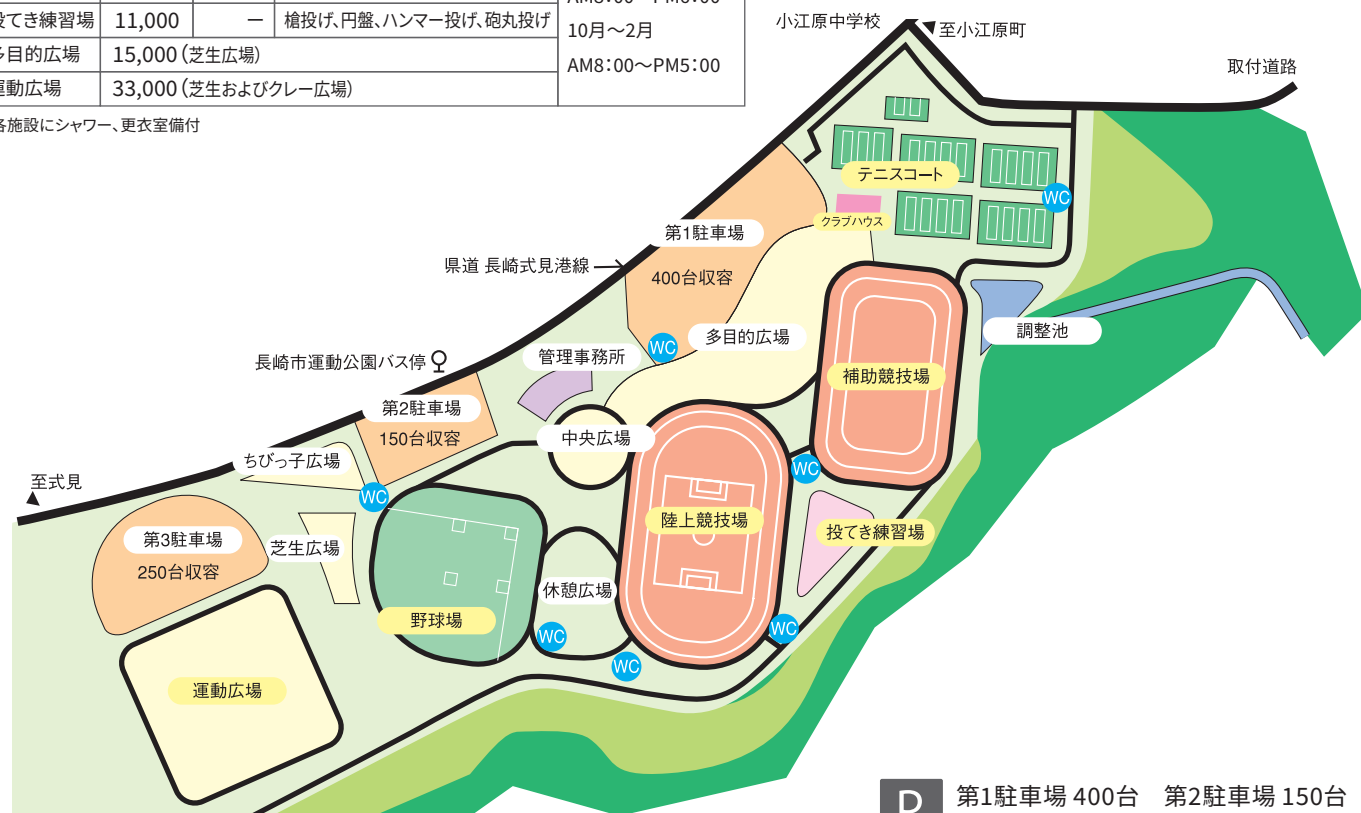 投てき練習場 11,000 ー 槍投げ、円盤、ハンマー投げ、砲丸投げ
10月〜2月
AM8:00〜PM5:00
多目的広場 15,000(芝生広場)
運動広場 33,000(芝生およびクレー広場)
各施設にシャワー、更衣室備付
小江原中学校
至小江原町
取付道路
テニスコート
WC
クラブハウス
第1駐車場
400台収容
県道 長崎式見港線
調整池
多目的広場
WC
管理事務所
長崎市運動公園バス停
補助競技場
第2駐車場
150台収容
中央広場
ちびっ子広場
WC
WC
至式見
陸上競技場
投てき練習場
第3駐車場
250台収容
芝生広場
休憩広場
野球場
WC
WC
WC
運動広場
P 第1駐車場 400台 第2駐車場 150台